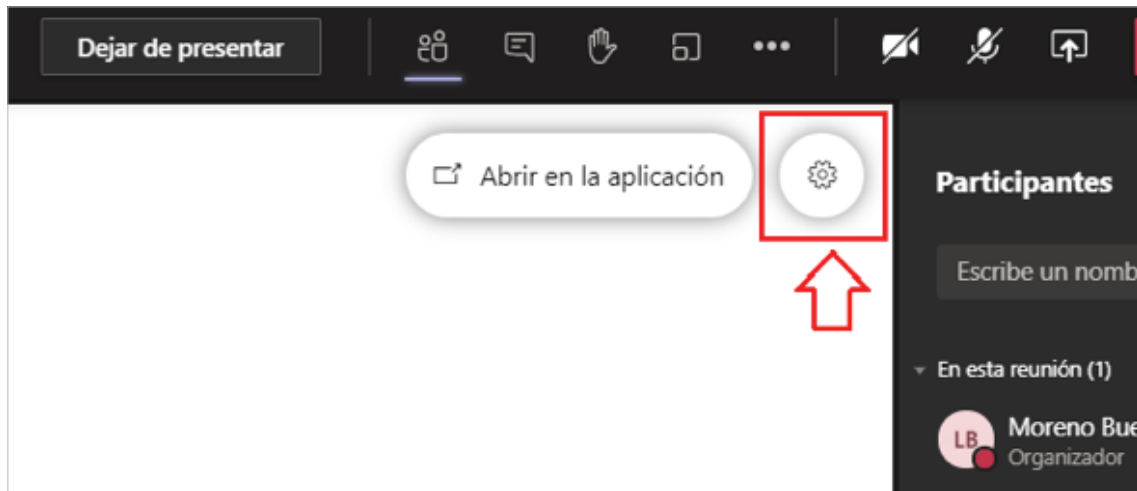 Dejar de presentar
Abrir en la aplicación
Participantes
Escribe un nomb
En esta reunión (1)
LB
Moreno Bue
Organizador